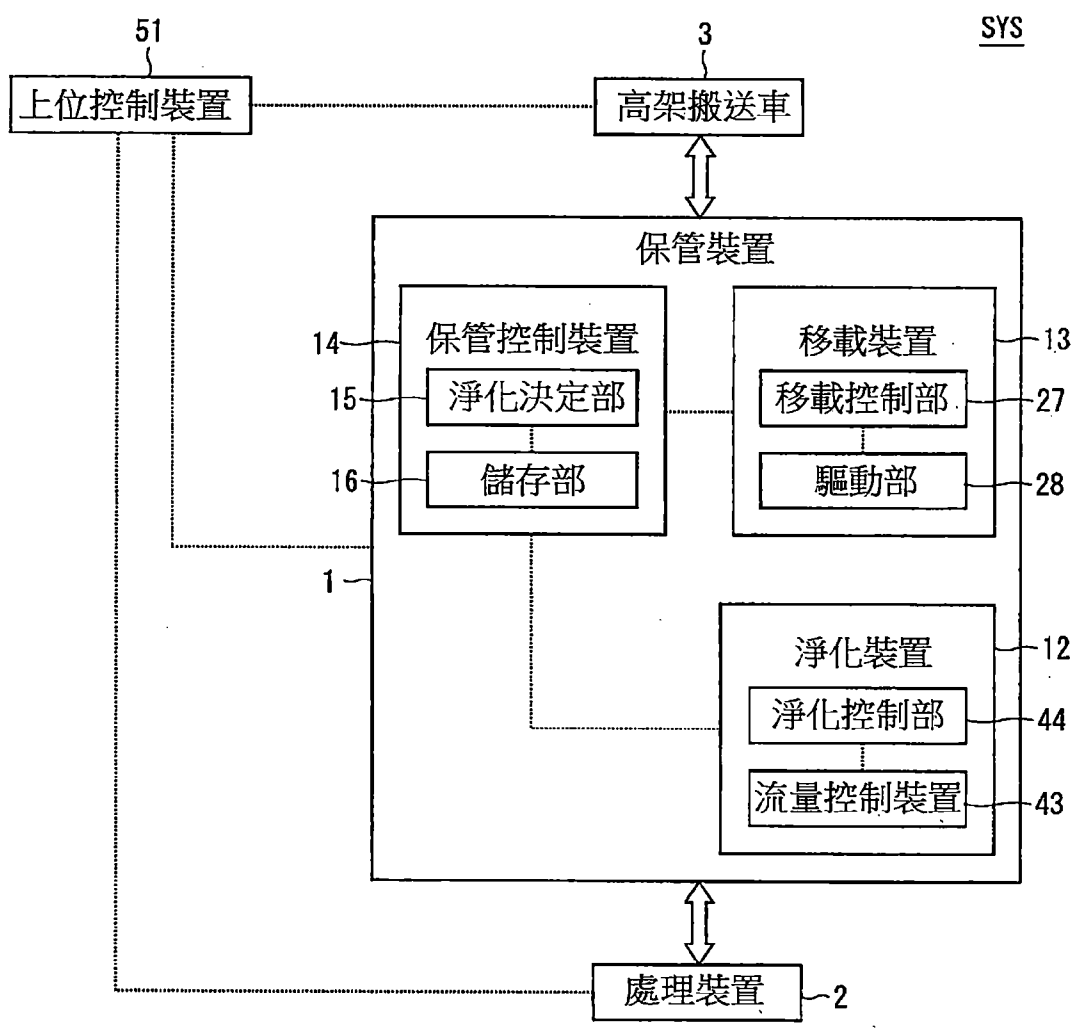 SYS
51
上位控制裝置
3
高架搬送車
保管裝置
14
保管控制裝置
15
淨化決定部
16
儲存部
移載裝置
13
移載控制部
27
驅動部
28
1
淨化裝置
12
淨化控制部
44
流量控制裝置
43
處理裝置
2